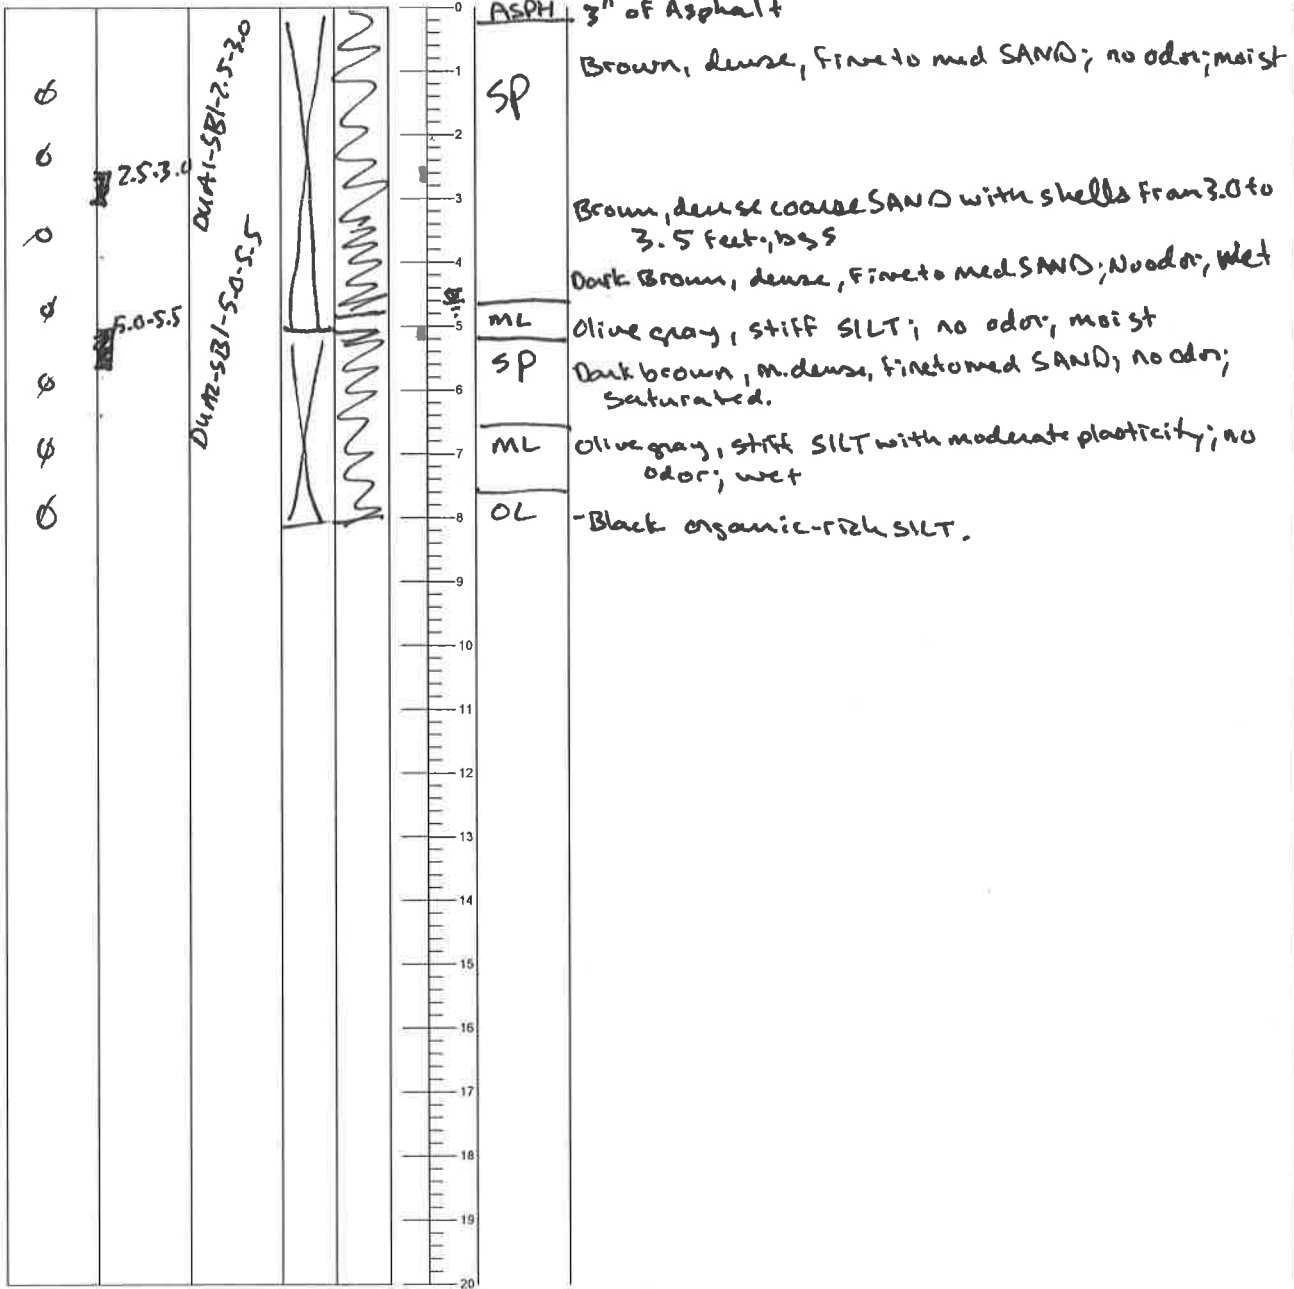 0
ASPH 3" of Asphalt
Brown, dense, fine to med SAND; no odor; moist
SP
Ø
1
Ø
2
2.5-3.0
DUA1-SB1-2.5-3.0
3
Brown, dense coarse SAND with shells from 3.0 to
3.5 feet, bgs
Ø
4
Dark Brown, dense, Fine to med SAND; No odor, wet
Ø
5.0-5.5
DUA2-SB1-5.0-5.5
5
ML Olive gray, stiff SILT; no odor, moist
SP Dark brown, m. dense, fine to med SAND; no odor;
saturated.
Ø
6
Ø
ML Olive gray, stiff SILT with moderate plasticity; no
odor; wet
7
Ø
8
OL -Black organic-rich SILT.
9
10
11
12
13
14
15
16
17
18
19
20